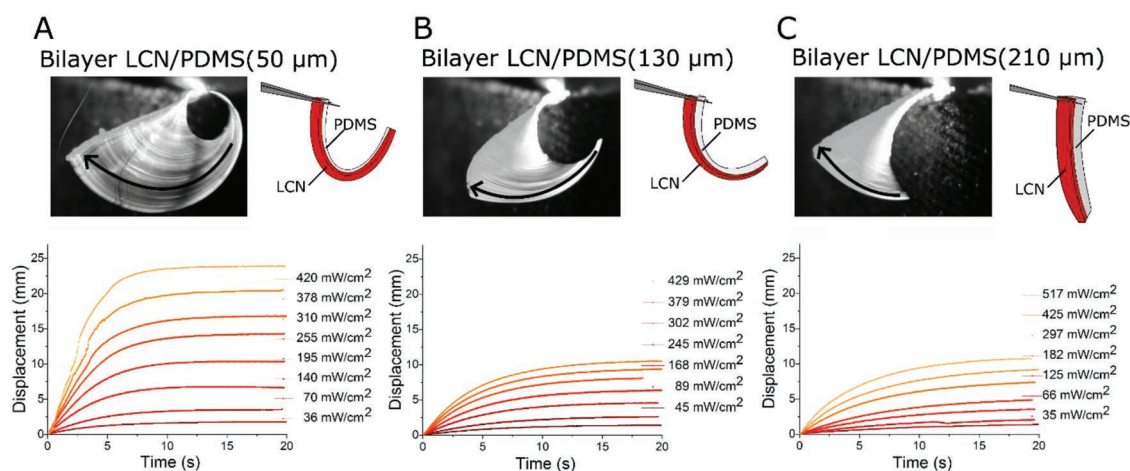 A
Bilayer LCN/PDMS(50 µm)
PDMS
LCN
B
Bilayer LCN/PDMS(130 µm)
PDMS
LCN
C
Bilayer LCN/PDMS(210 µm)
PDMS
LCN
Displacement (mm)
25
20
15
10
5
0
420 mW/cm²
378 mW/cm²
310 mW/cm²
255 mW/cm²
195 mW/cm²
140 mW/cm²
70 mW/cm²
36 mW/cm²
0 5 10 15 20
Time (s)
Displacement (mm)
25
20
15
10
5
0
429 mW/cm²
379 mW/cm²
302 mW/cm²
245 mW/cm²
168 mW/cm²
89 mW/cm²
45 mW/cm²
0 5 10 15 20
Time (s)
Displacement (mm)
25
20
15
10
5
0
517 mW/cm²
425 mW/cm²
297 mW/cm²
182 mW/cm²
125 mW/cm²
66 mW/cm²
35 mW/cm²
0 5 10 15 20
Time (s)